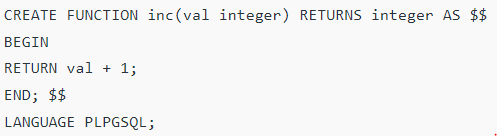 CREATE FUNCTION inc(val integer) RETURNS integer AS $$
BEGIN
RETURN val + 1;
END; $$
LANGUAGE PLPGSQL;